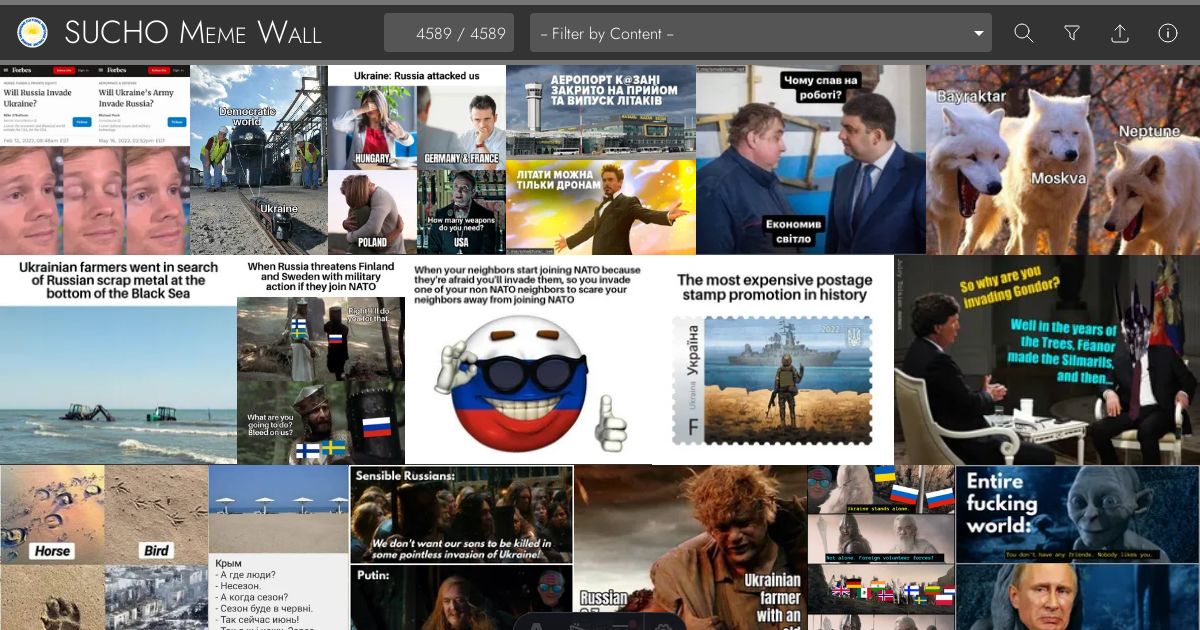 SUCHO Meme Wall
4589 / 4589
– Filter by Content –
Forbes
Forbes
Will Russia Invade
Ukraine?
Will Ukraine's Army
Invade Russia?
Democratic
world
Ukraine
Ukraine: Russia attacked us
HUNGARY
GERMANY & FRANCE
POLAND
How many weapons
do you need?
USA
АЕРОПОРТ К@ЗАНІ
ЗАКРИТО НА ПРИЙОМ
ТА ВИПУСК ЛІТАКІВ
ЛІТАТИ МОЖНА
ТІЛЬКИ ДРОНАМ
Чому спав на
роботі?
Економив
світло
Bayraktar
Neptune
Moskva
Ukrainian farmers went in search
of Russian scrap metal at the
bottom of the Black Sea
When Russia threatens Finland
and Sweden with military
action if they join NATO
Right! I'll do
you for that.
What are you
going to do?
Bleed on us?
When your neighbors start joining NATO because
they're afraid you'll invade them, so you invade
one of your non NATO neighbors to scare your
neighbors away from joining NATO
The most expensive postage
stamp promotion in history
2022
Україна
Ukraina
F
So why are you
invading Gondor?
Well in the years of
the Trees, Fëanor
made the Silmarils,
and then...
Horse
Bird
Крым
- А где люди?
- Несезон.
- А когда сезон?
- Сезон буде в червні.
- Так сейчас июнь!
Sensible Russians:
We don't want our sons to be killed in
some pointless invasion of Ukraine!
Putin:
Russian
Ukrainian
farmer
with an
Ukraine stands alone.
Not alone. Foreign volunteer forces!
Entire
fucking
world:
You don't have any friends. Nobody likes you.